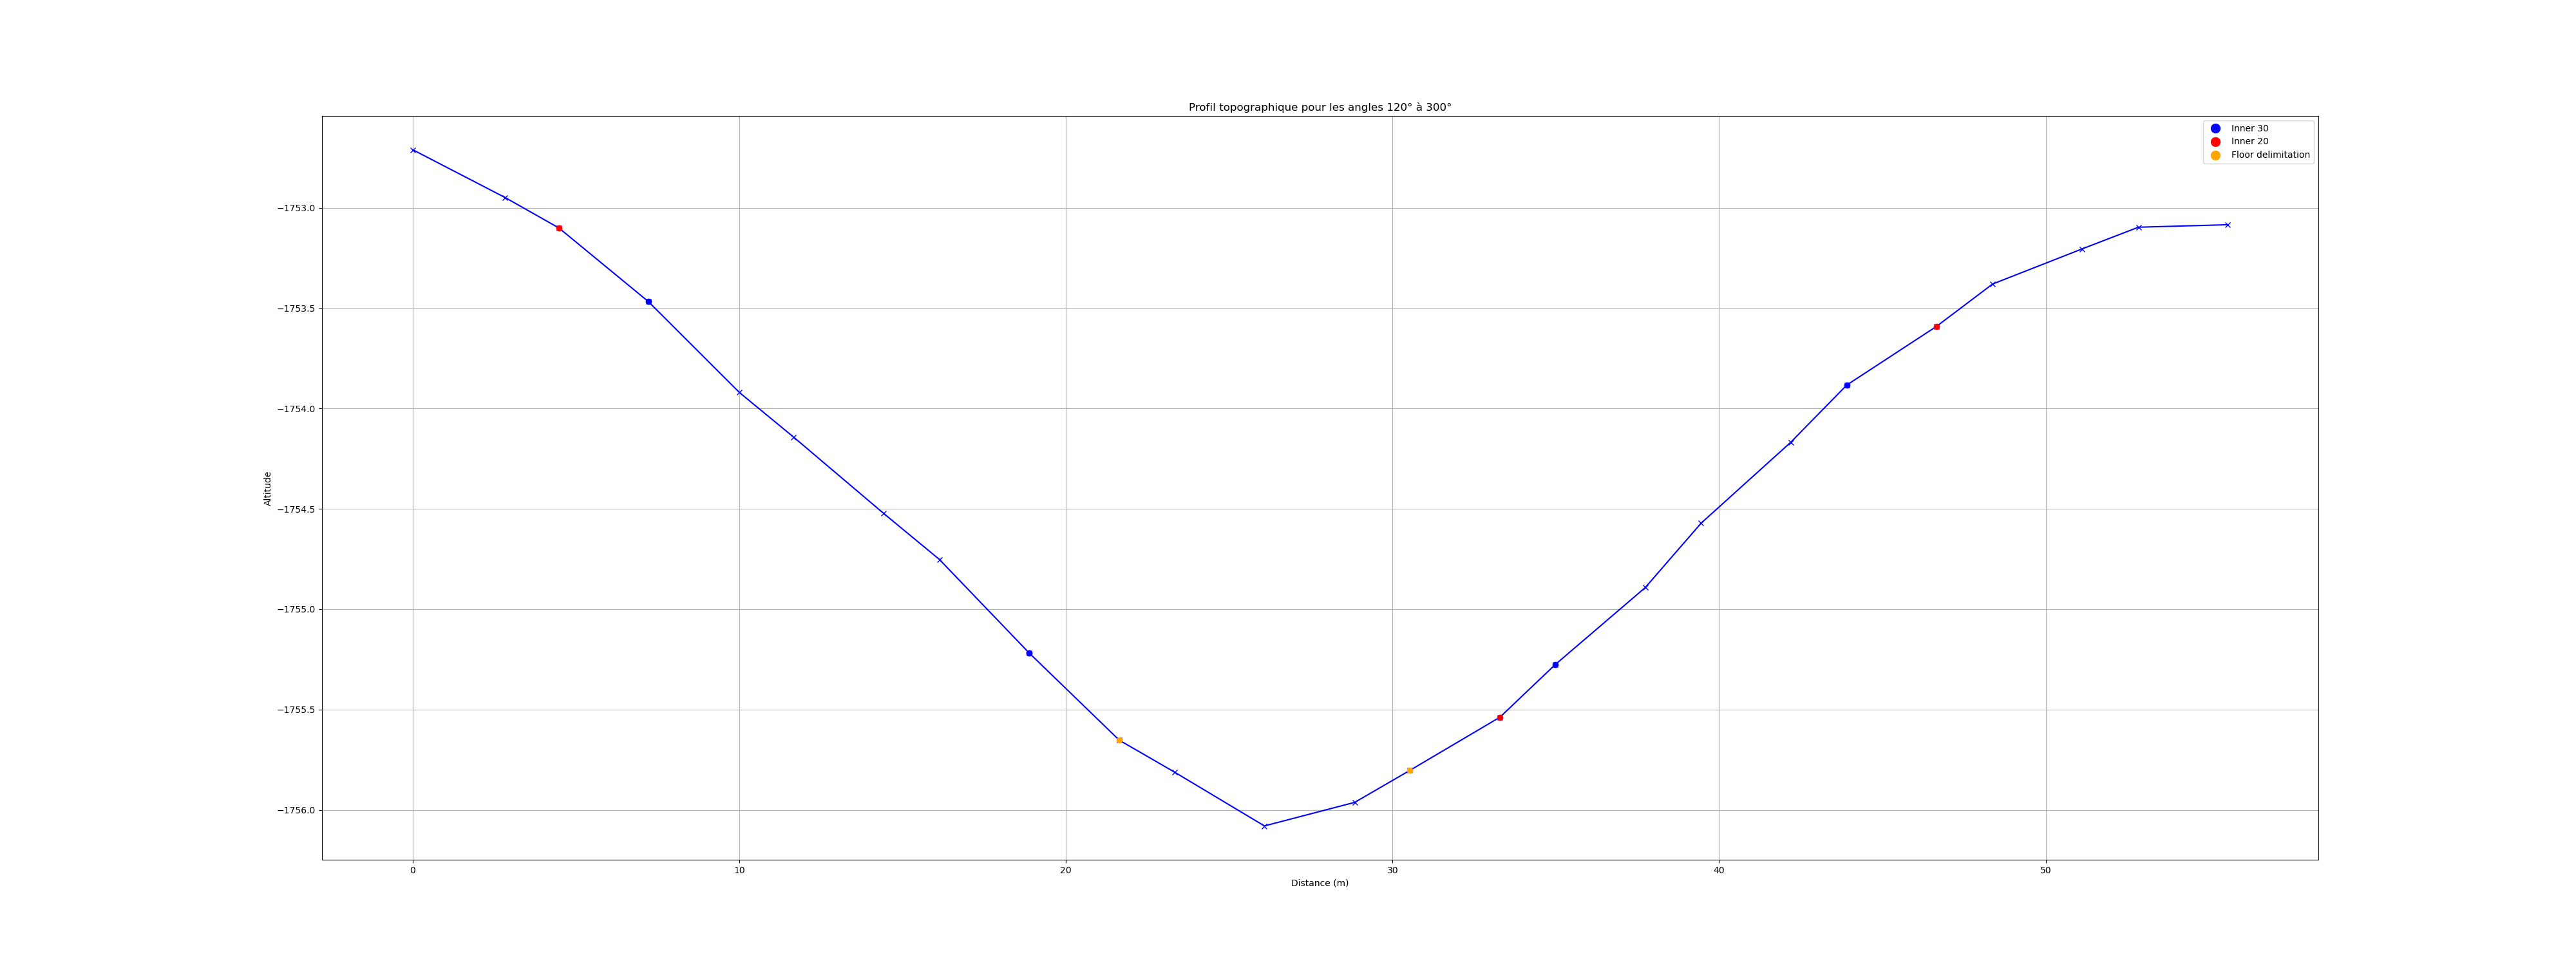 Profil topographique pour les angles 120° à 300°
Inner 30
Inner 20
Floor delimitation
−1753.0
−1753.5
−1754.0
−1754.5
−1755.0
−1755.5
−1756.0
Altitude
0 10 20 30 40 50
Distance (m)